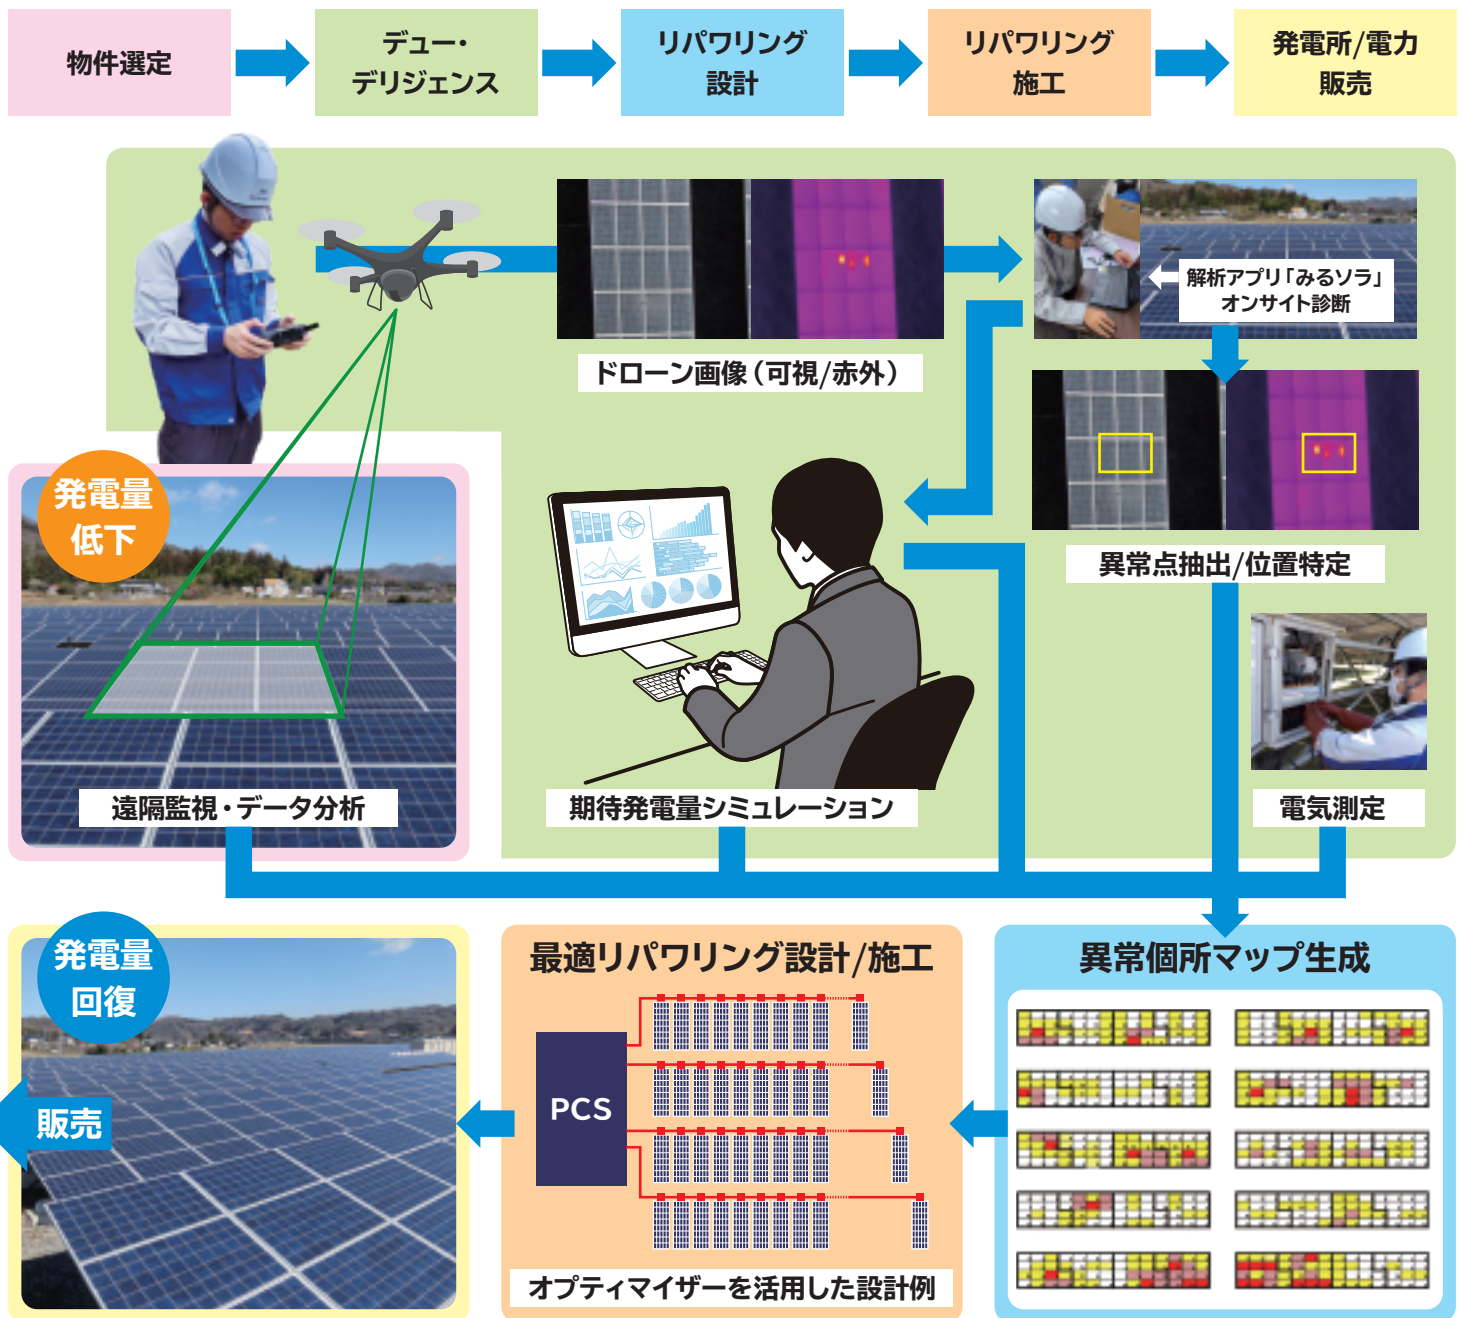 物件選定
デュー・
デリジェンス
リパワリング
設計
リパワリング
施工
発電所/電力
販売
解析アプリ「みるソラ」
オンサイト診断
ドローン画像（可視/赤外）
発電量
低下
異常点抽出/位置特定
遠隔監視・データ分析
期待発電量シミュレーション
電気測定
発電量
回復
販売
最適リパワリング設計/施工
PCS
オプティマイザーを活用した設計例
異常個所マップ生成